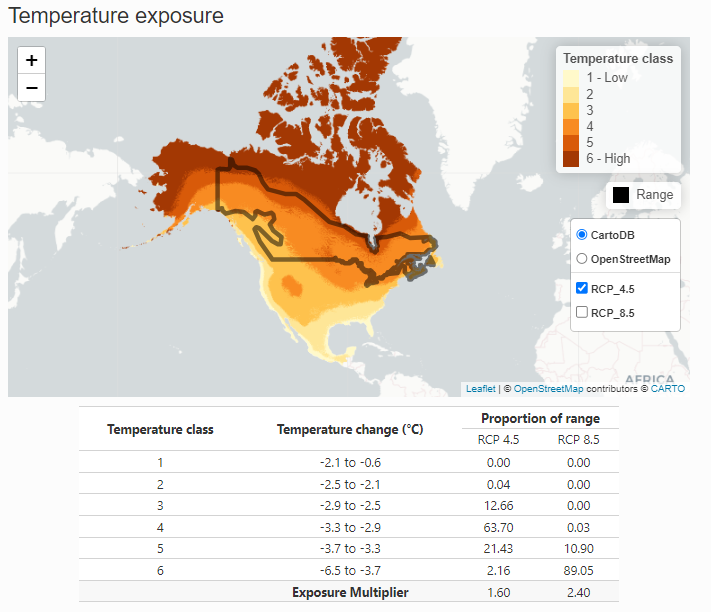 Temperature exposure
+
−
Temperature class
1 - Low
2
3
4
5
6 - High
Range
CartoDB
OpenStreetMap
RCP_4.5
RCP_8.5
AFRICA
Leaflet | © OpenStreetMap contributors © CARTO
Temperature class Temperature change (°C) Proportion of range
RCP 4.5 RCP 8.5
1 -2.1 to -0.6 0.00 0.00
2 -2.5 to -2.1 0.04 0.00
3 -2.9 to -2.5 12.66 0.00
4 -3.3 to -2.9 63.70 0.03
5 -3.7 to -3.3 21.43 10.90
6 -6.5 to -3.7 2.16 89.05
Exposure Multiplier 1.60 2.40